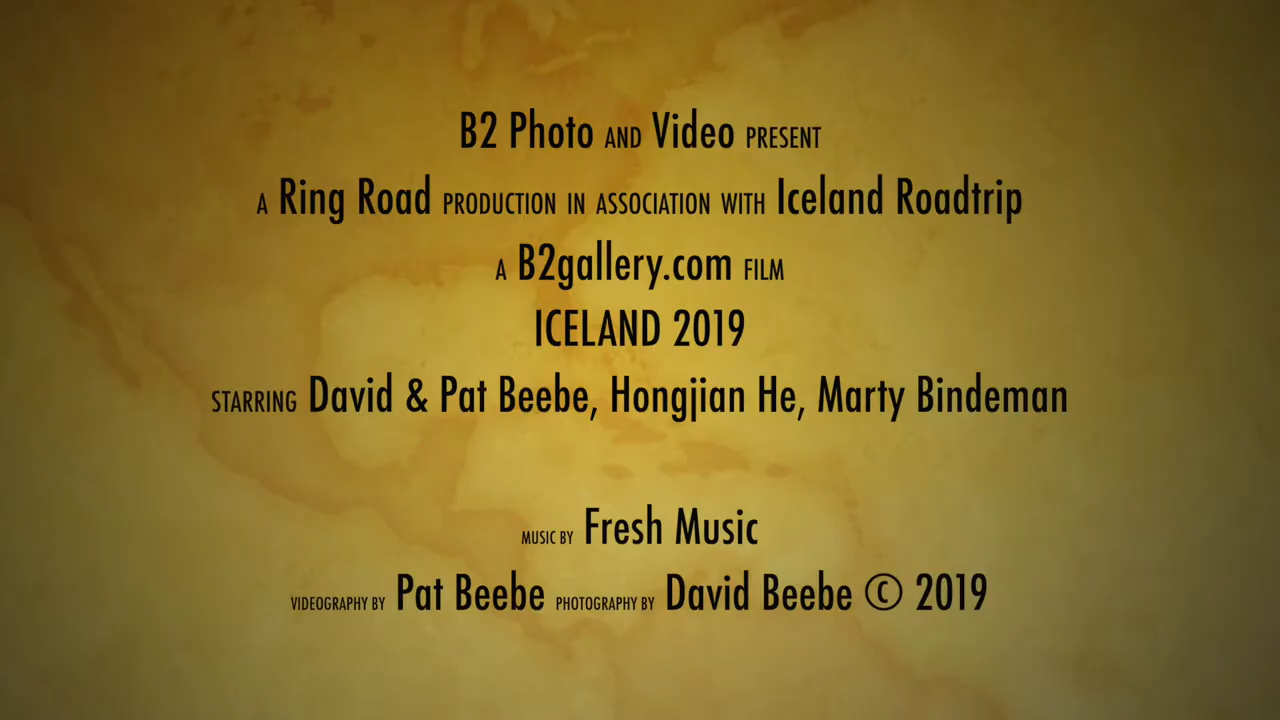 B2 Photo AND Video PRESENT
A Ring Road PRODUCTION IN ASSOCIATION WITH Iceland Roadtrip
A B2gallery.com FILM
ICELAND 2019
STARRING David & Pat Beebe, Hongjian He, Marty Bindeman
MUSIC BY Fresh Music
VIDEOGRAPHY BY Pat Beebe PHOTOGRAPHY BY David Beebe © 2019